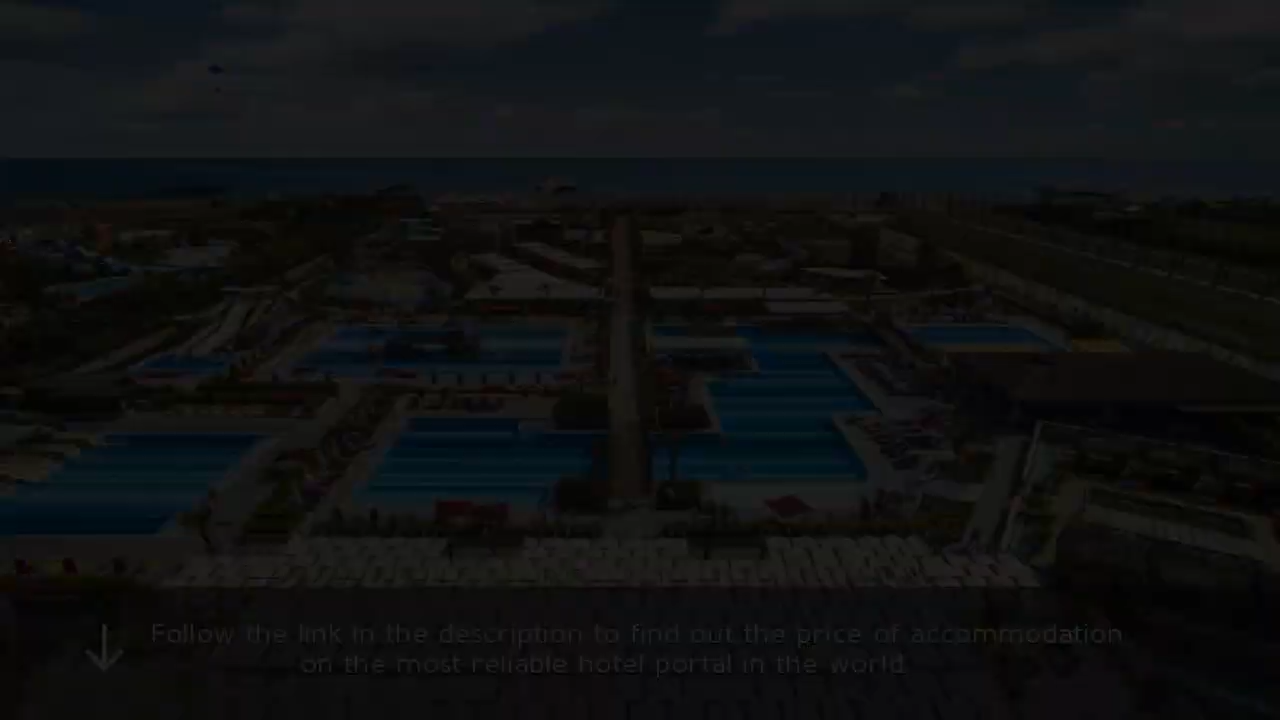 Follow the link in the description to find out the price of accommodation
on the most reliable hotel portal in the world.